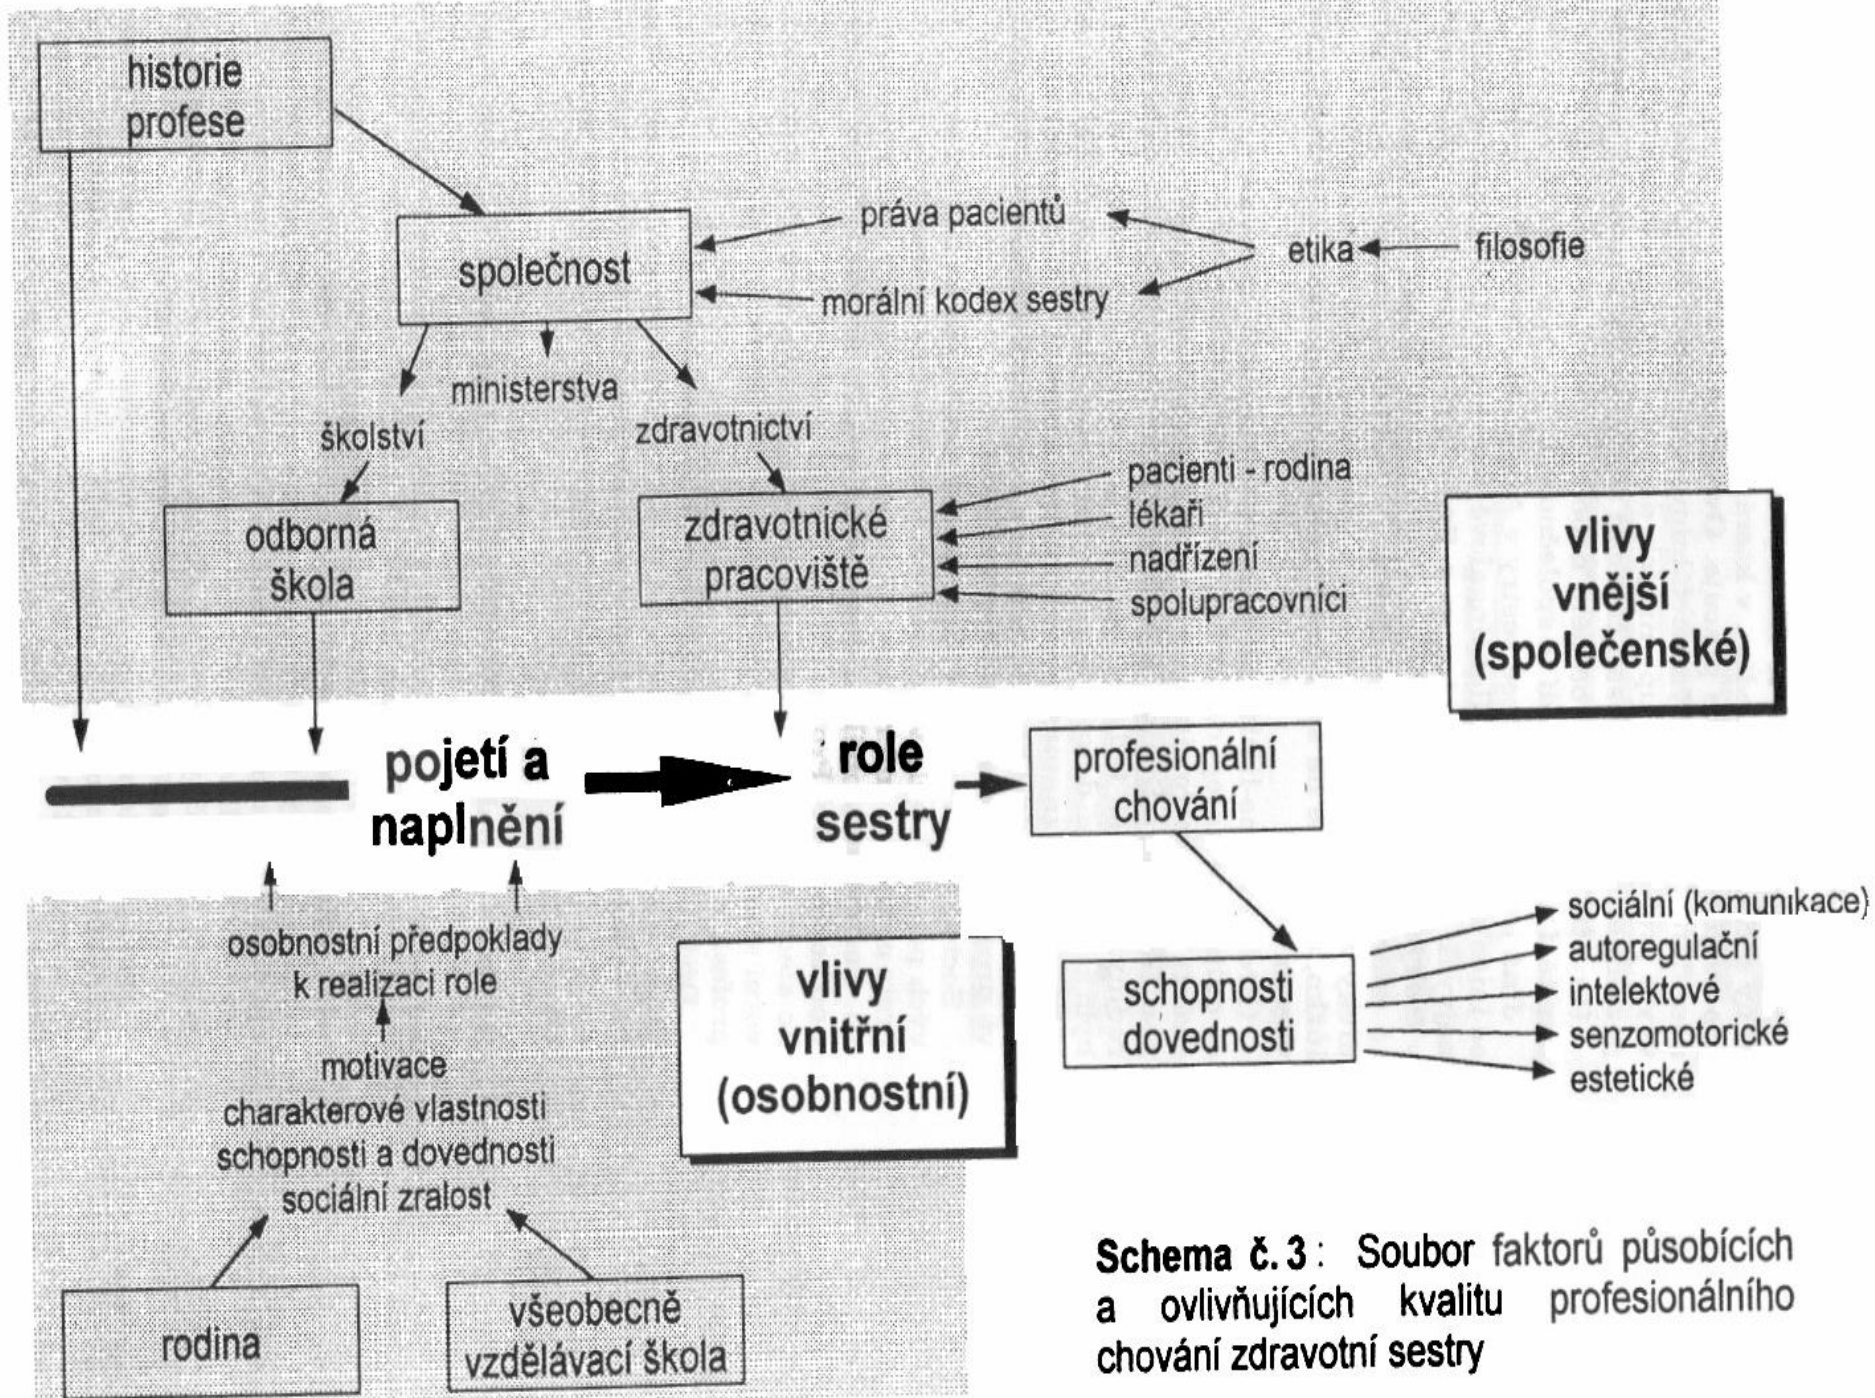 historie
profese
práva pacientů
společnost
etika
filosofie
morální kodex sestry
ministerstva
školství
zdravotnictví
pacienti - rodina
lékaři
nadřízení
spolupracovníci
odborná
škola
zdravotnické
pracoviště
vlivy
vnější
(společenské)
pojetí a
naplnění
role
sestry
profesionální
chování
osobnostní předpoklady
k realizaci role
motivace
charakterové vlastnosti
schopnosti a dovednosti
sociální zralost
vlivy
vnitřní
(osobnostní)
schopnosti
dovednosti
sociální (komunikace)
autoregulační
intelektové
senzomotorické
estetické
rodina
všeobecně
vzdělávací škola
Schema č. 3 : Soubor faktorů působících
a ovlivňujících kvalitu profesionálního
chování zdravotní sestry